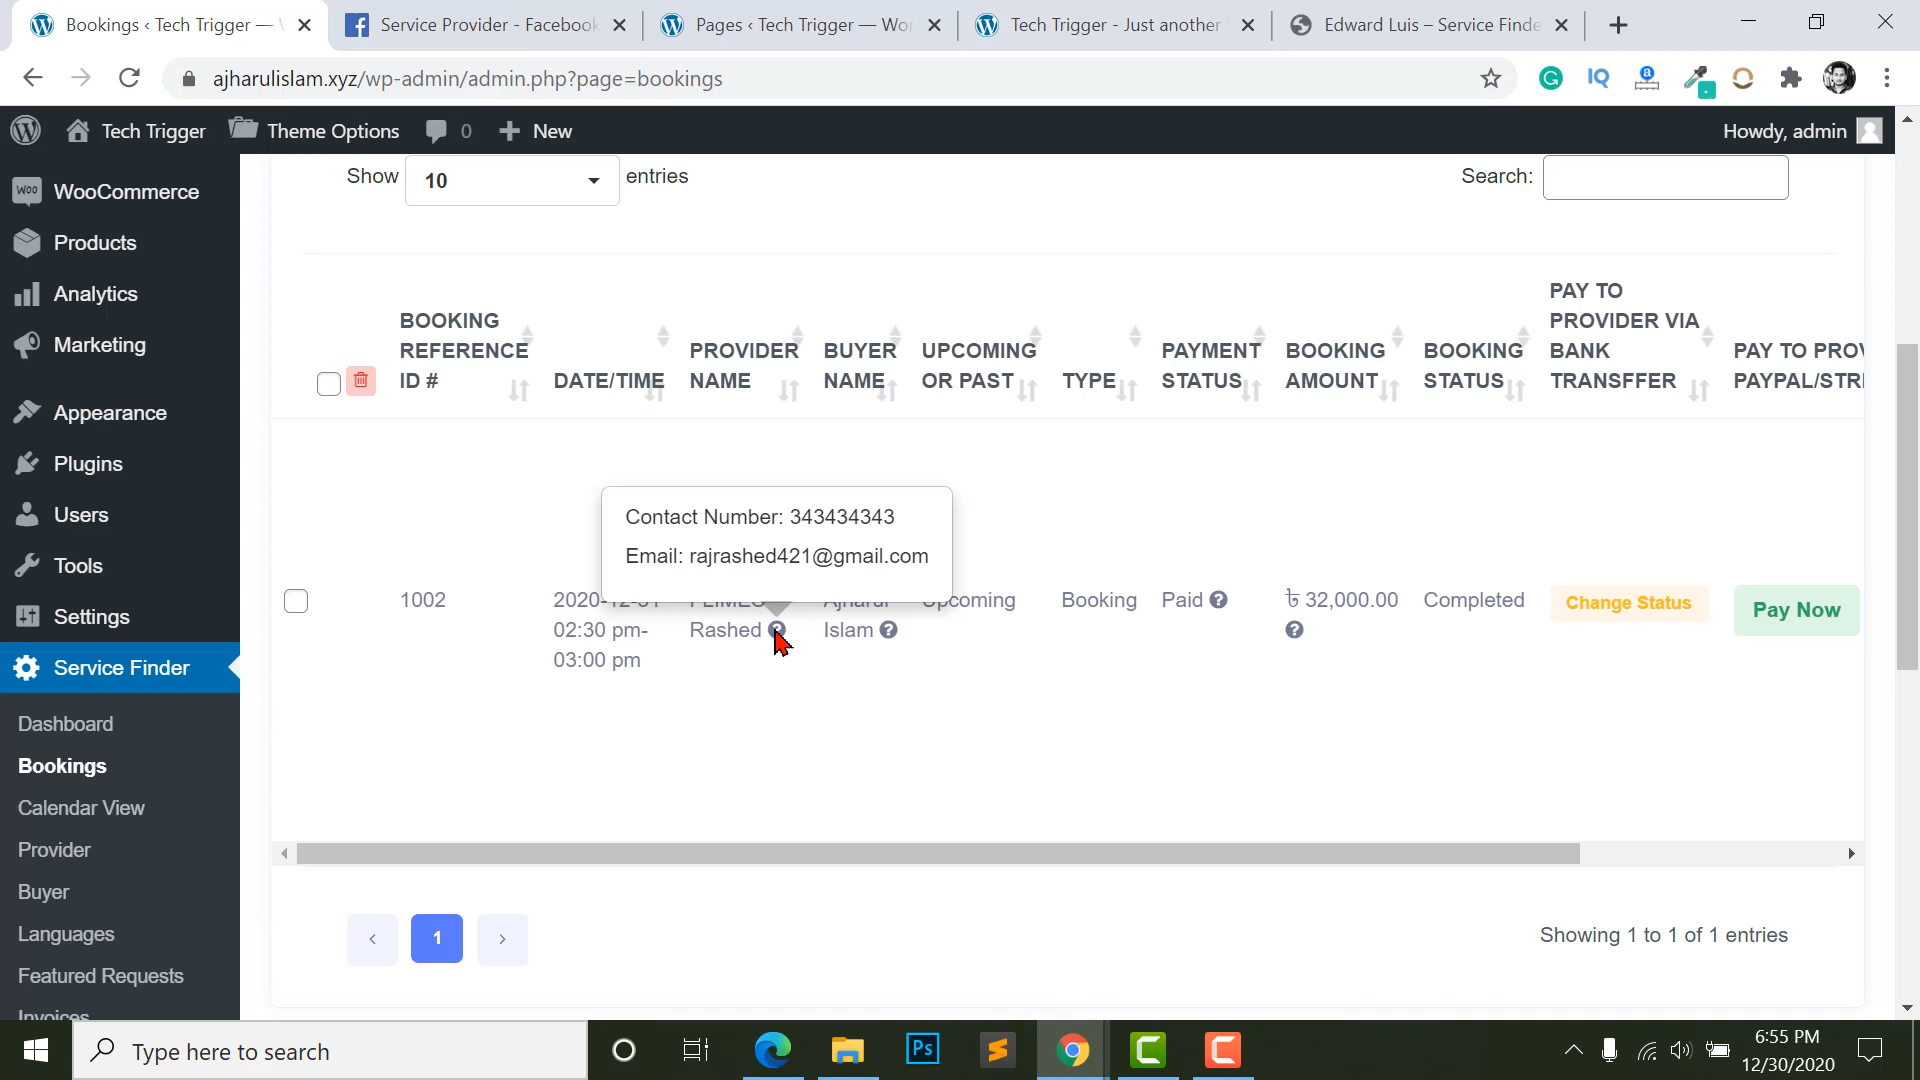 Bookings ‹ Tech Trigger —
Service Provider - Facebook
Pages ‹ Tech Trigger — Wor
Tech Trigger - Just another
Edward Luis – Service Finde
ajharulislam.xyz/wp-admin/admin.php?page=bookings
Tech Trigger
Theme Options
0
New
Howdy, admin
WooCommerce
Products
Analytics
Marketing
Appearance
Plugins
Users
Tools
Settings
Service Finder
Dashboard
Bookings
Calendar View
Provider
Buyer
Languages
Featured Requests
Invoices
Show 10 entries
Search:
BOOKING REFERENCE ID #
DATE/TIME
PROVIDER NAME
BUYER NAME
UPCOMING OR PAST
TYPE
PAYMENT STATUS
BOOKING AMOUNT
BOOKING STATUS
PAY TO PROVIDER VIA BANK TRANSFFER
PAY TO PROV
PAYPAL/STRI
Contact Number: 343434343
Email: rajrashed421@gmail.com
1002
02:30 pm-
03:00 pm
Rashed
Ajharul
Islam
Upcoming
Booking
Paid
৳ 32,000.00
Completed
Change Status
Pay Now
1
Showing 1 to 1 of 1 entries
Type here to search
Ps
6:55 PM
12/30/2020